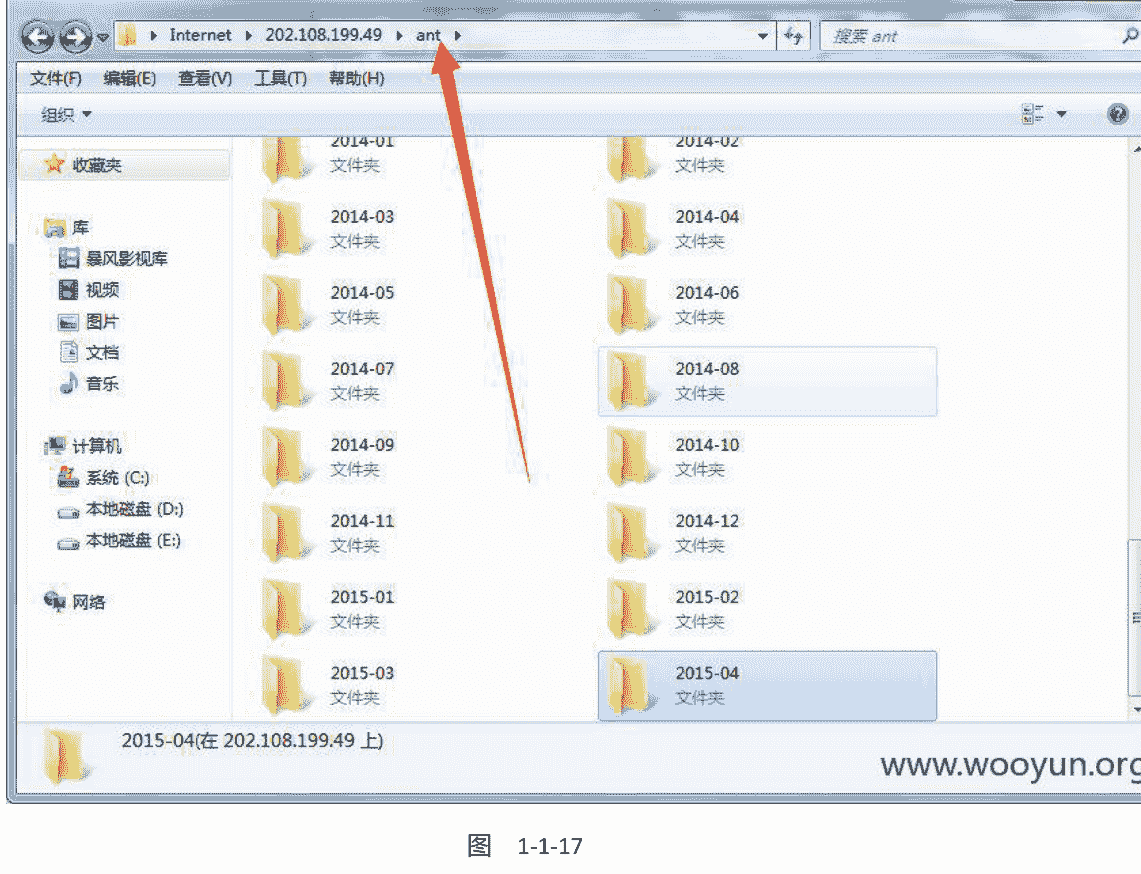 Internet 202.108.199.49 ant 搜索 ant
文件(F) 编辑(E) 查看(V) 工具(T) 帮助(H)
组织
收藏夹
库
暴风影视库
视频
图片
文档
音乐
计算机
系统 (C:)
本地磁盘 (D:)
本地磁盘 (E:)
网络
2014-01 2014-02
文件夹 文件夹
2014-03 2014-04
文件夹 文件夹
2014-05 2014-06
文件夹 文件夹
2014-07 2014-08
文件夹 文件夹
2014-09 2014-10
文件夹 文件夹
2014-11 2014-12
文件夹 文件夹
2015-01 2015-02
文件夹 文件夹
2015-03 2015-04
文件夹 文件夹
2015-04(在 202.108.199.49 上)
www.wooyun.org
图 1-1-17